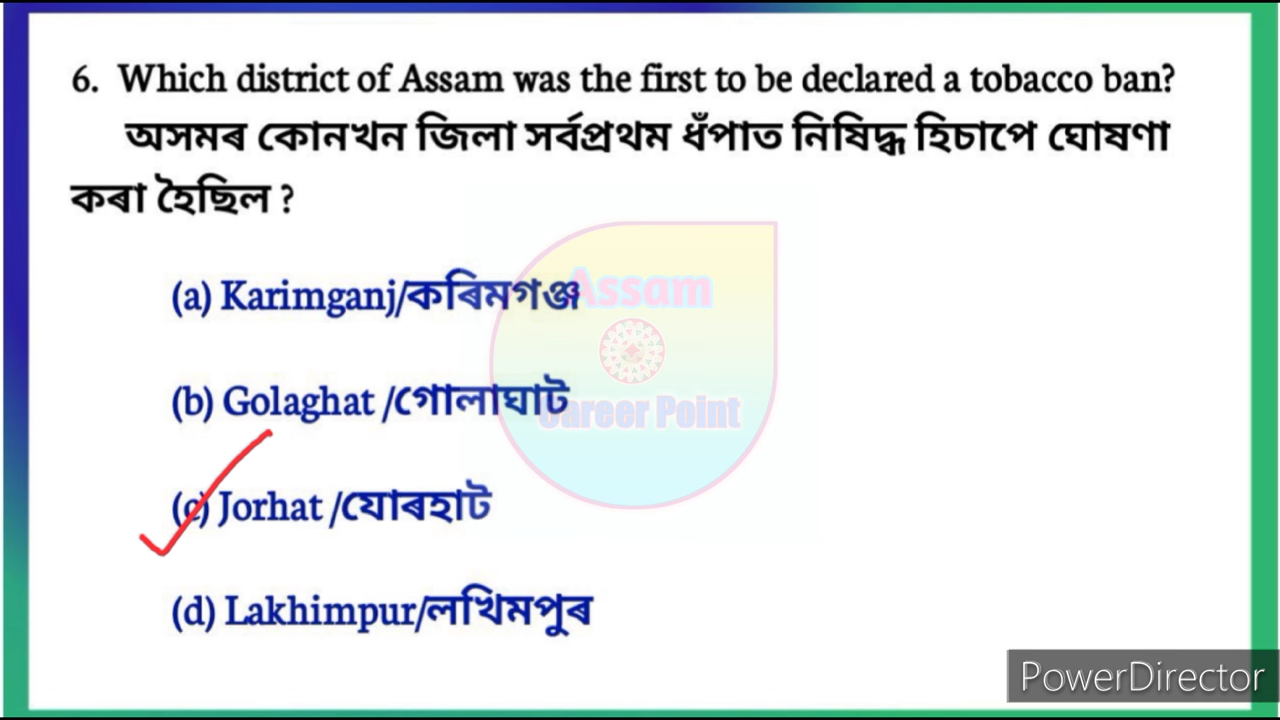 6. Which district of Assam was the first to be declared a tobacco ban?
অসমৰ কোনখন জিলা সৰ্বপ্ৰথম ধঁপাত নিষিদ্ধ হিচাপে ঘোষণা
কৰা হৈছিল ?
(a) Karimganj/কৰিমগঞ্জ
Assam
(b) Golaghat /গোলাঘাট
Career Point
(c) Jorhat /যোৰহাট
(d) Lakhimpur/লখিমপুৰ
PowerDirector